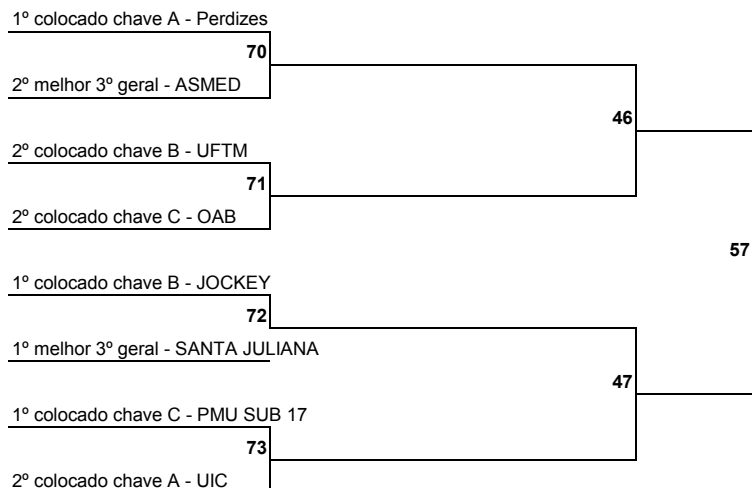 1º colocado chave A - Perdizes
70
2º melhor 3º geral - ASMED
46
2º colocado chave B - UFTM
71
2º colocado chave C - OAB
57
1º colocado chave B - JOCKEY
72
1º melhor 3º geral - SANTA JULIANA
47
1º colocado chave C - PMU SUB 17
73
2º colocado chave A - UIC